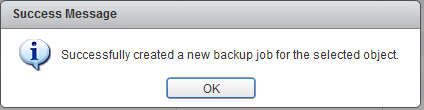 Success Message
Successfully created a new backup job for the selected object.
OK